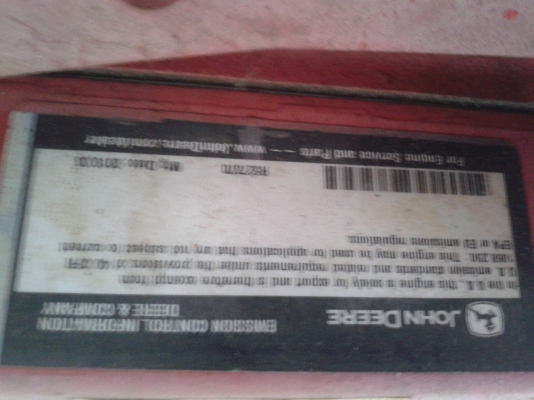 JOHN DEERE
EMISSION CONTROL INFORMATION
DEERE & COMPANY
In the U.S., this engine is solely for export and is therefore exempt from
U.S. emission standards and related requirements under the provisions of 40 CFR
1068.230. This engine may be used for applications that are not subject to current
EPA or EU emissions regulations.
Mfg. Date:
For Engine Service and Parts --- www.JohnDeere.com/dealer